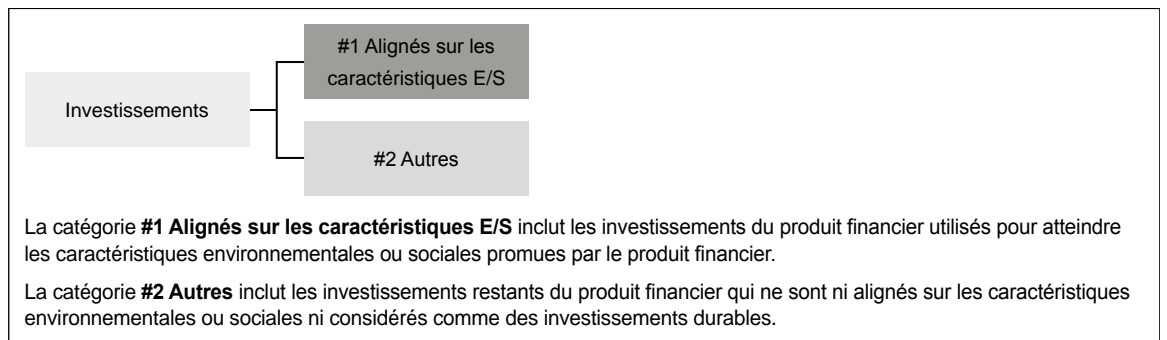 #1 Alignés sur les
caractéristiques E/S
Investissements
#2 Autres
La catégorie #1 Alignés sur les caractéristiques E/S inclut les investissements du produit financier utilisés pour atteindre
les caractéristiques environnementales ou sociales promues par le produit financier.
La catégorie #2 Autres inclut les investissements restants du produit financier qui ne sont ni alignés sur les caractéristiques
environnementales ou sociales ni considérés comme des investissements durables.